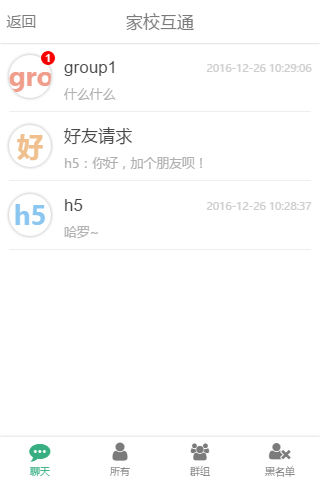 返回 家校互通
gro 1 group1 2016-12-26 10:29:06
什么什么
好 好友请求
h5：你好，加个朋友呗！
h5 h5 2016-12-26 10:28:37
哈罗~
聊天 所有 群组 黑名单